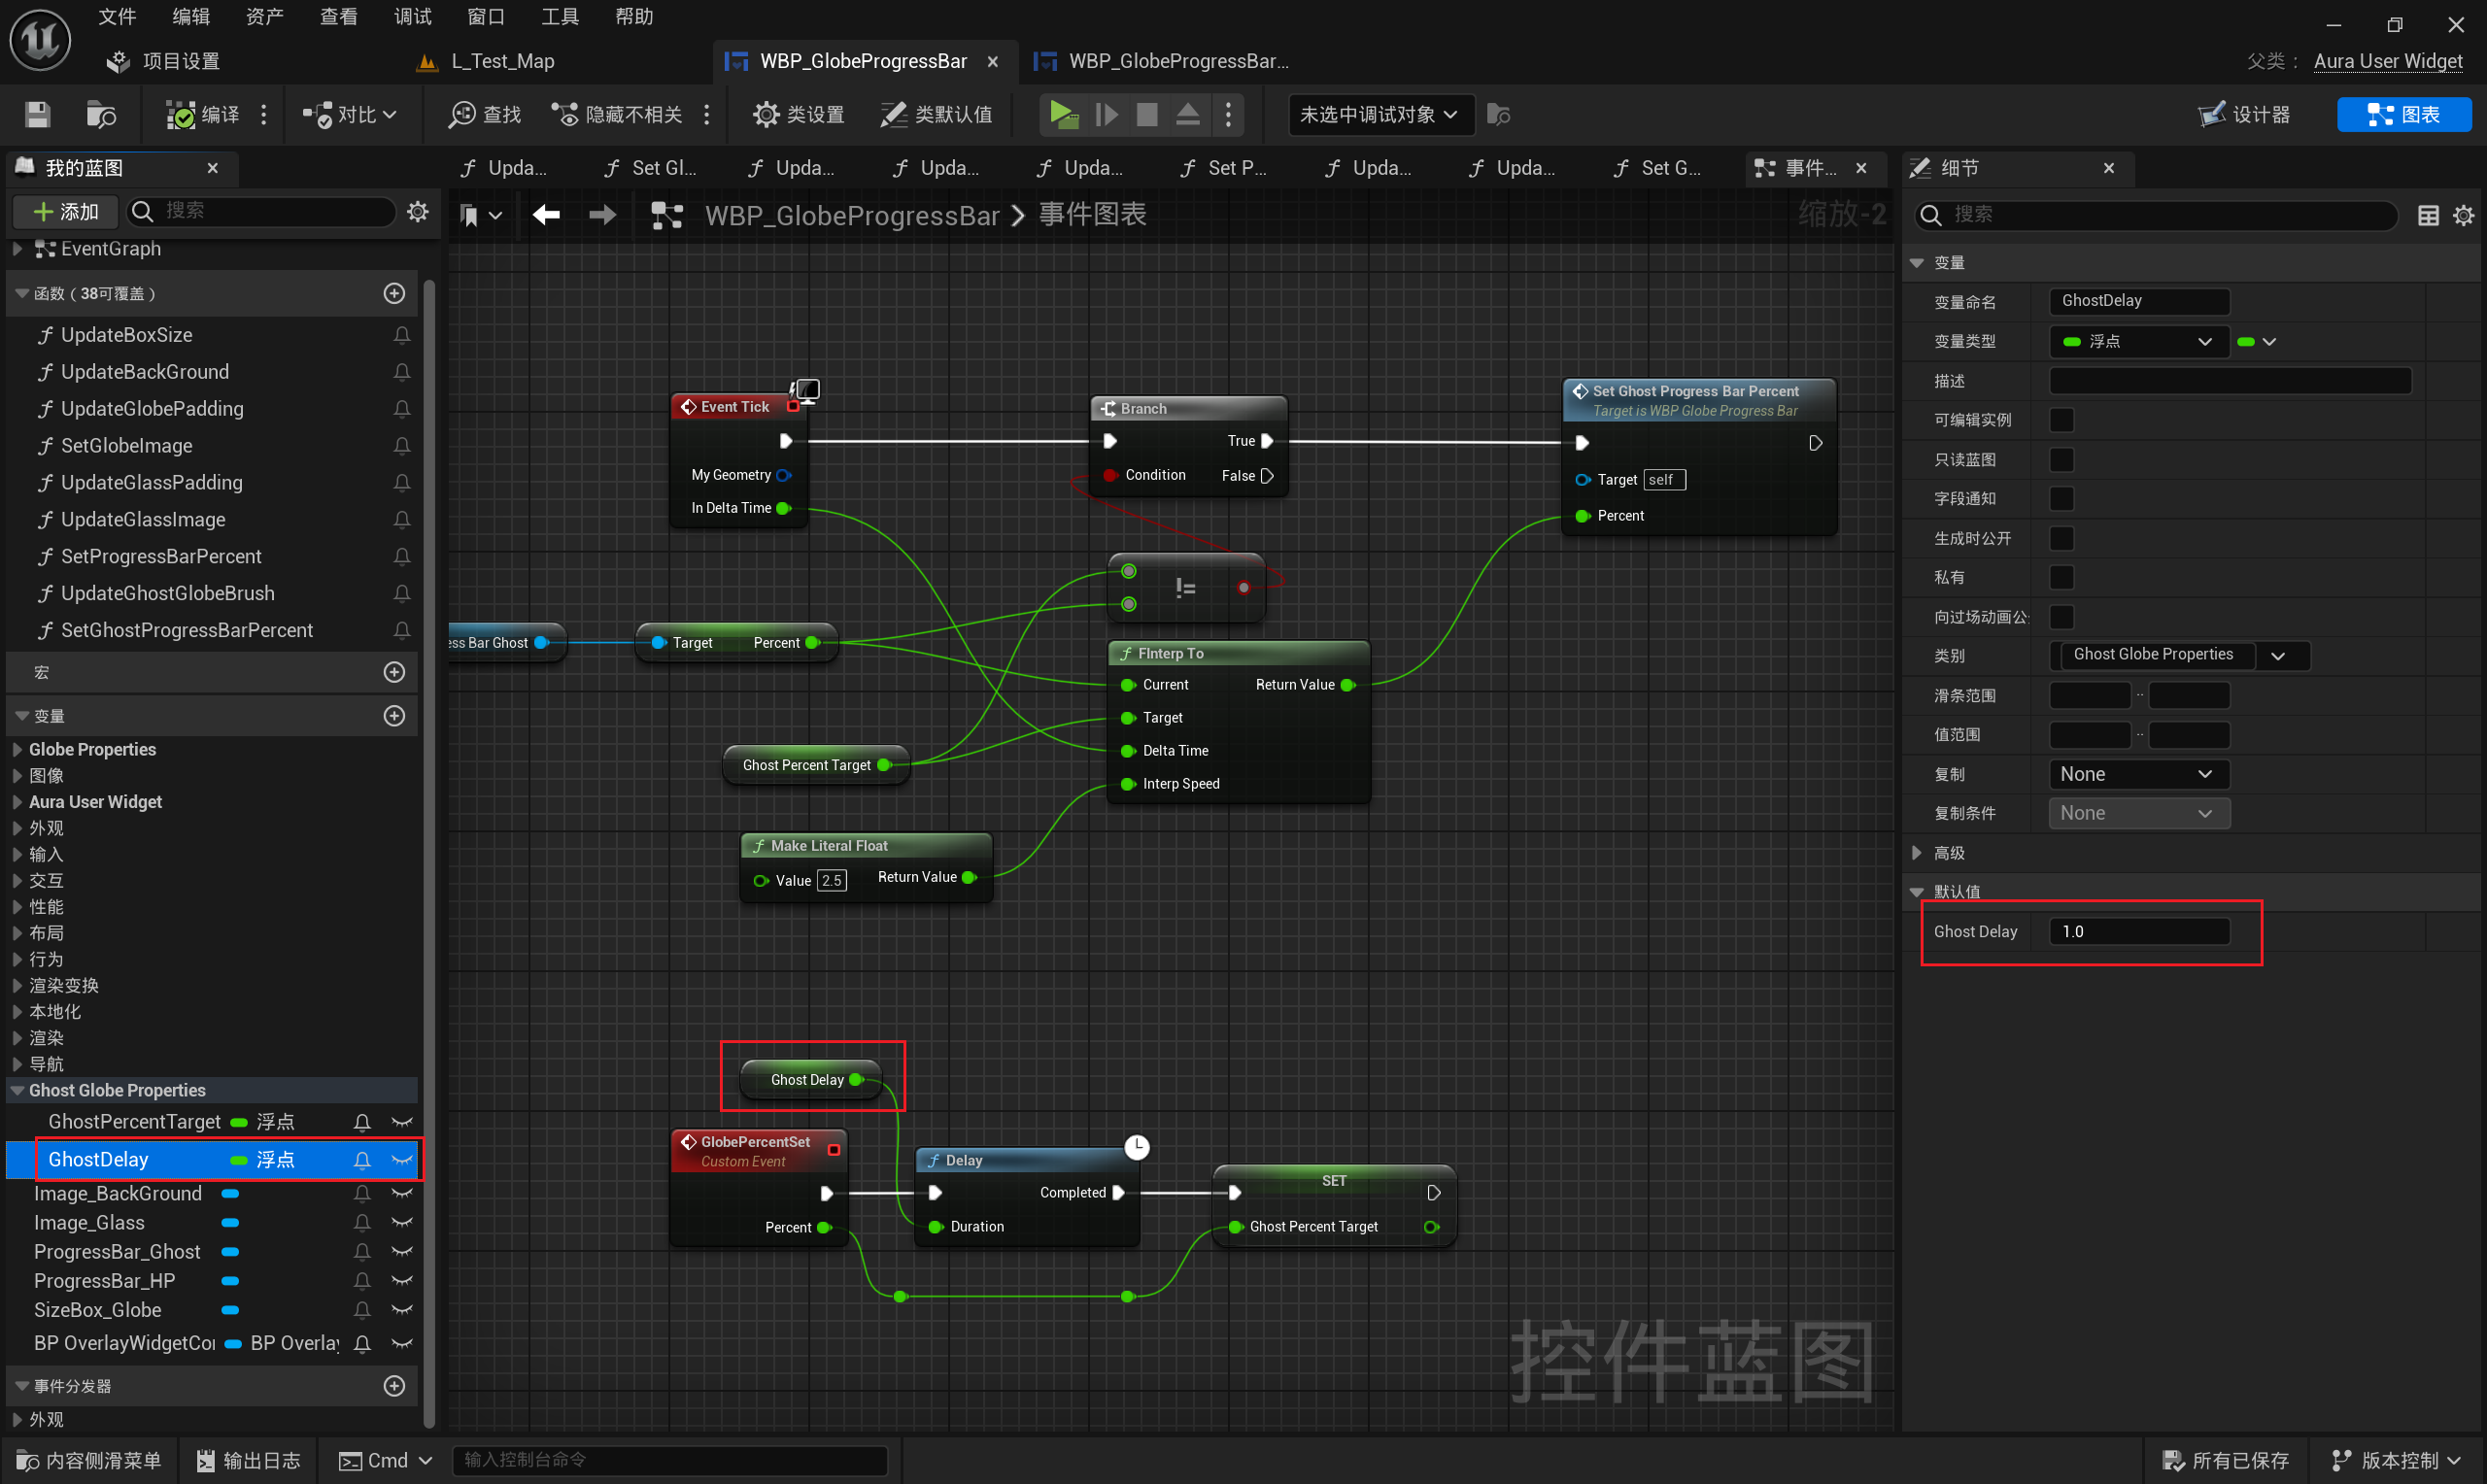 文件 编辑 资产 查看 调试 窗口 工具 帮助
项目设置 L_Test_Map WBP_GlobeProgressBar WBP_GlobeProgressBar...
父类： Aura User Widget
编译 对比 查找 隐藏不相关 类设置 类默认值 未选中调试对象 设计器 图表
我的蓝图
Upda... Set Gl... Upda... Upda... Upda... Set P... Upda... Upda... Set G... 事件...
细节
添加 搜索
WBP_GlobeProgressBar 事件图表
缩放-2
搜索
EventGraph
函数（38可覆盖）
UpdateBoxSize
UpdateBackGround
UpdateGlobePadding
SetGlobeImage
UpdateGlassPadding
UpdateGlassImage
SetProgressBarPercent
UpdateGhostGlobeBrush
SetGhostProgressBarPercent
宏
变量
Globe Properties
图像
Aura User Widget
外观
输入
交互
性能
布局
行为
渲染变换
本地化
渲染
导航
Ghost Globe Properties
GhostPercentTarget 浮点
GhostDelay 浮点
Image_BackGround
Image_Glass
ProgressBar_Ghost
ProgressBar_HP
SizeBox_Globe
BP OverlayWidgetCo BP Overlay
事件分发器
外观
Event Tick
My Geometry
In Delta Time
Branch
True
Condition
False
Set Ghost Progress Bar Percent
Target is WBP Globe Progress Bar
Target self
Percent
!=
ess Bar Ghost
Target Percent
FInterp To
Current
Return Value
Target
Delta Time
Interp Speed
Ghost Percent Target
Make Literal Float
Value 2.5
Return Value
Ghost Delay
GlobePercentSet
Custom Event
Percent
Delay
Completed
Duration
SET
Ghost Percent Target
控件蓝图
变量
变量命名 GhostDelay
变量类型 浮点
描述
可编辑实例
只读蓝图
字段通知
生成时公开
私有
向过场动画公
类别 Ghost Globe Properties
滑条范围 ..
值范围 ..
复制 None
复制条件 None
高级
默认值
Ghost Delay 1.0
内容侧滑菜单 输出日志 Cmd 输入控制台命令 所有已保存 版本控制